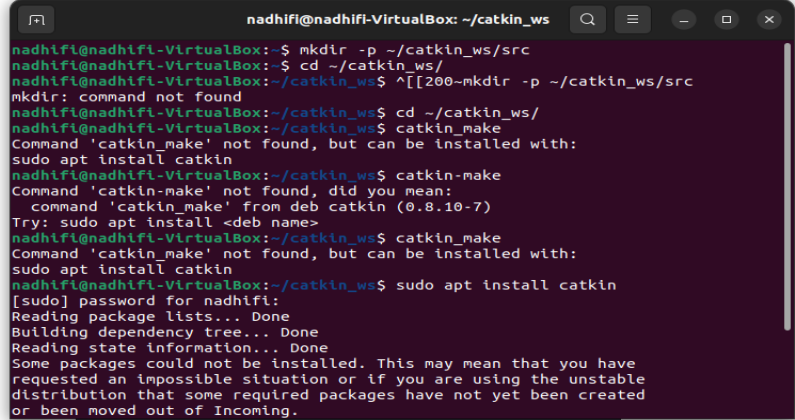 nadhifi@nadhifi-VirtualBox: ~/catkin_ws
nadhifi@nadhifi-VirtualBox:~$ mkdir -p ~/catkin_ws/src
nadhifi@nadhifi-VirtualBox:~$ cd ~/catkin_ws/
nadhifi@nadhifi-VirtualBox:~/catkin_ws$ ^[[200~mkdir -p ~/catkin_ws/src
mkdir: command not found
nadhifi@nadhifi-VirtualBox:~/catkin_ws$ cd ~/catkin_ws/
nadhifi@nadhifi-VirtualBox:~/catkin_ws$ catkin_make
Command 'catkin_make' not found, but can be installed with:
sudo apt install catkin
nadhifi@nadhifi-VirtualBox:~/catkin_ws$ catkin-make
Command 'catkin-make' not found, did you mean:
  command 'catkin_make' from deb catkin (0.8.10-7)
Try: sudo apt install <deb name>
nadhifi@nadhifi-VirtualBox:~/catkin_ws$ catkin_make
Command 'catkin_make' not found, but can be installed with:
sudo apt install catkin
nadhifi@nadhifi-VirtualBox:~/catkin_ws$ sudo apt install catkin
[sudo] password for nadhifi:
Reading package lists... Done
Building dependency tree... Done
Reading state information... Done
Some packages could not be installed. This may mean that you have
requested an impossible situation or if you are using the unstable
distribution that some required packages have not yet been created
or been moved out of Incoming.